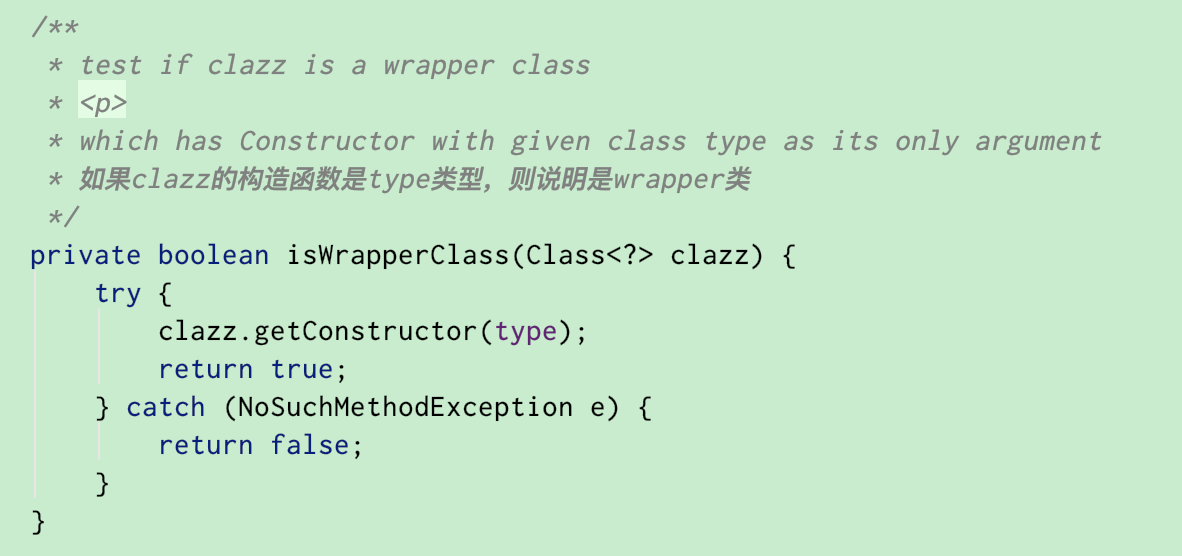 /**
 * test if clazz is a wrapper class
 * <p>
 * which has Constructor with given class type as its only argument
 * 如果clazz的构造函数是type类型，则说明是wrapper类
 */
private boolean isWrapperClass(Class<?> clazz) {
    try {
        clazz.getConstructor(type);
        return true;
    } catch (NoSuchMethodException e) {
        return false;
    }
}